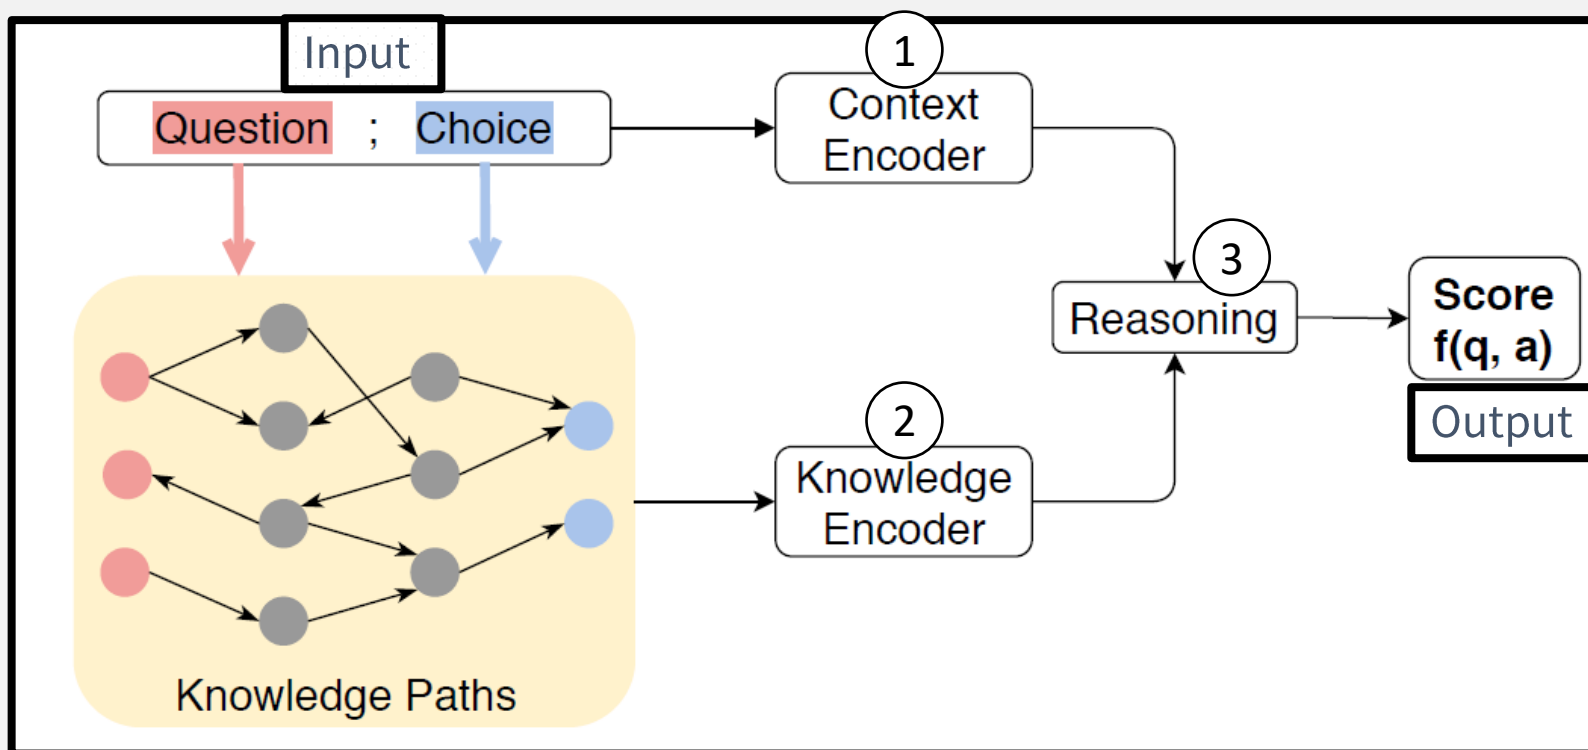 Input
Question ; Choice
1
Context
Encoder
3
Reasoning
Score
f(q, a)
Output
2
Knowledge
Encoder
Knowledge Paths